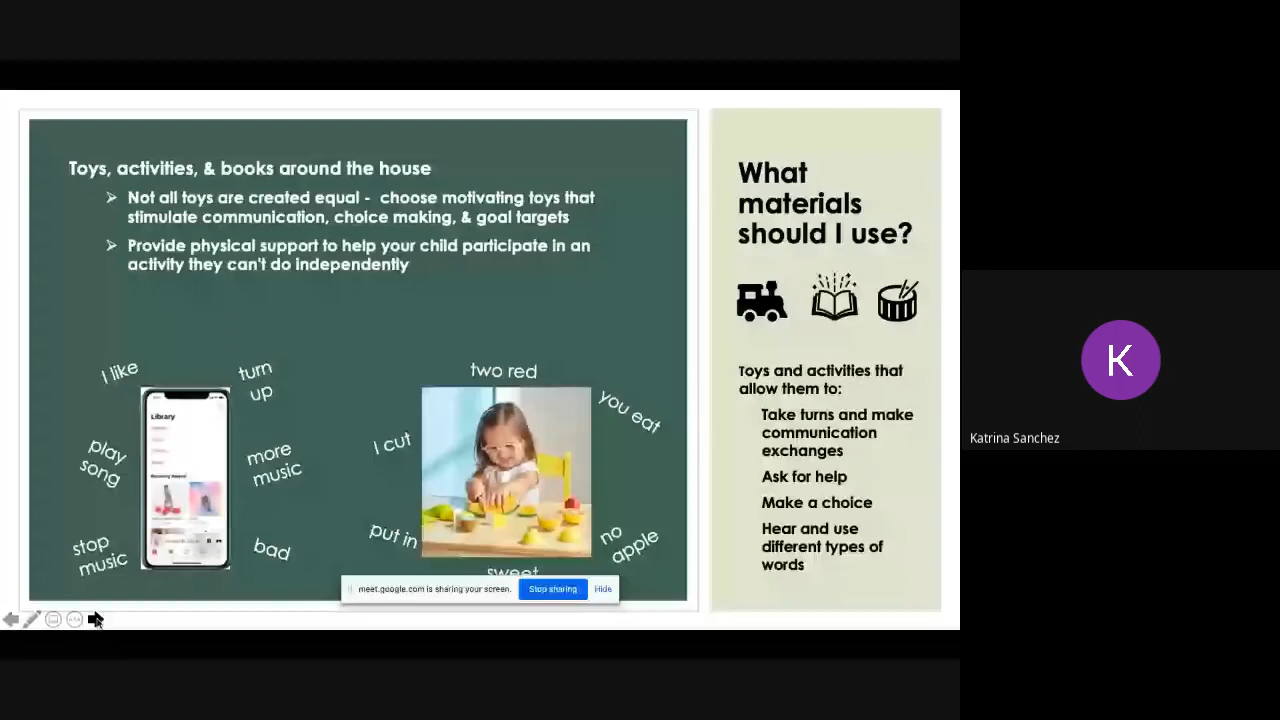 Toys, activities, & books around the house
Not all toys are created equal - choose motivating toys that
stimulate communication, choice making, & goal targets
Provide physical support to help your child participate in an
activity they can't do independently
I like
turn
up
play
song
more
music
stop
music
bad
Library
two red
you eat
I cut
put in
no
apple
sweet
meet.google.com is sharing your screen.
Stop sharing
Hide
What
materials
should I use?
Toys and activities that
allow them to:
Take turns and make
communication
exchanges
Ask for help
Make a choice
Hear and use
different types of
words
K
Katrina Sanchez